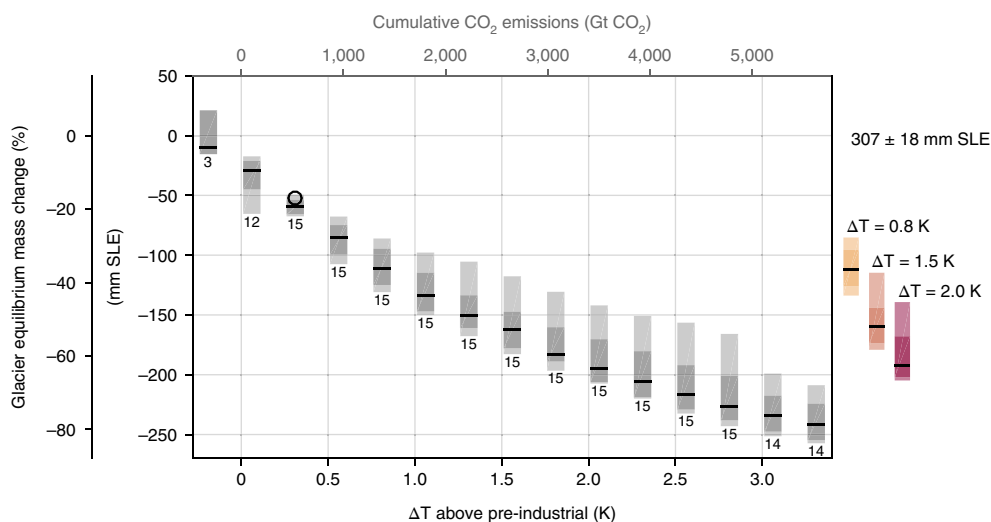 Cumulative CO2 emissions (Gt CO2)
0 1,000 2,000 3,000 4,000 5,000
Glacier equilibrium mass change (%)
0
−20
−40
−60
−80
(mm SLE)
50
0
−50
−100
−150
−200
−250
3
12
15
15
15
15
15
15
15
15
15
15
15
14
14
307 ± 18 mm SLE
ΔT = 0.8 K
ΔT = 1.5 K
ΔT = 2.0 K
0 0.5 1.0 1.5 2.0 2.5 3.0
ΔT above pre-industrial (K)